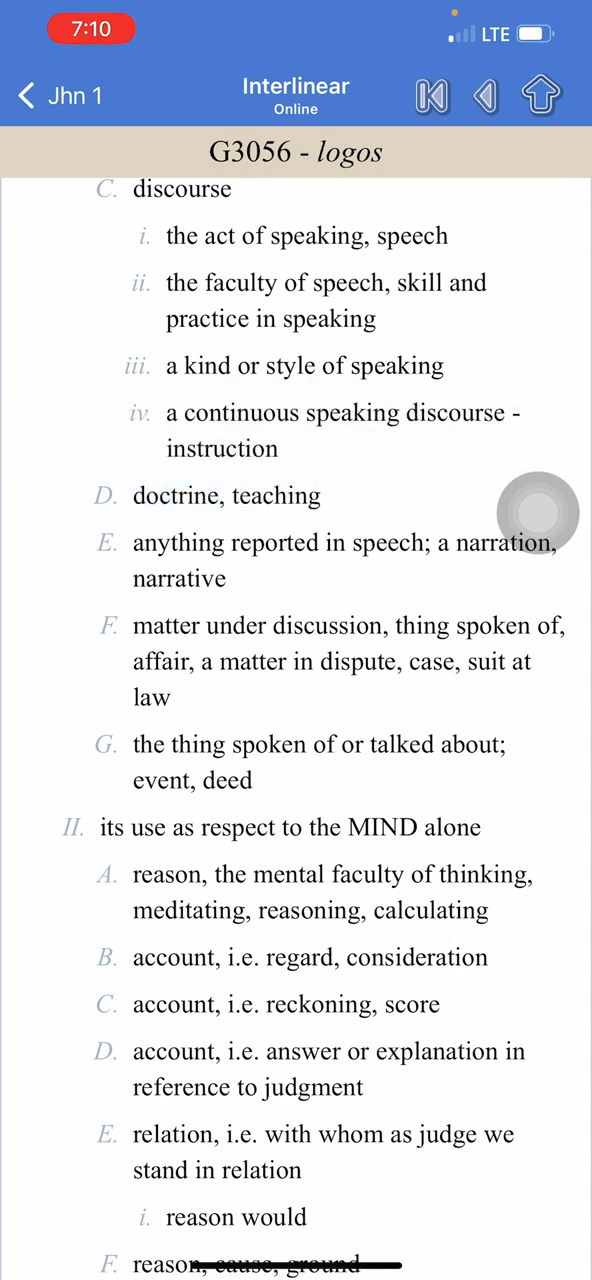 7:10
LTE
Jhn 1
Interlinear
Online
G3056 - logos
C. discourse
i. the act of speaking, speech
ii. the faculty of speech, skill and
practice in speaking
iii. a kind or style of speaking
iv. a continuous speaking discourse -
instruction
D. doctrine, teaching
E. anything reported in speech; a narration,
narrative
F. matter under discussion, thing spoken of,
affair, a matter in dispute, case, suit at
law
G. the thing spoken of or talked about;
event, deed
II. its use as respect to the MIND alone
A. reason, the mental faculty of thinking,
meditating, reasoning, calculating
B. account, i.e. regard, consideration
C. account, i.e. reckoning, score
D. account, i.e. answer or explanation in
reference to judgment
E. relation, i.e. with whom as judge we
stand in relation
i. reason would
F. reason, cause, ground